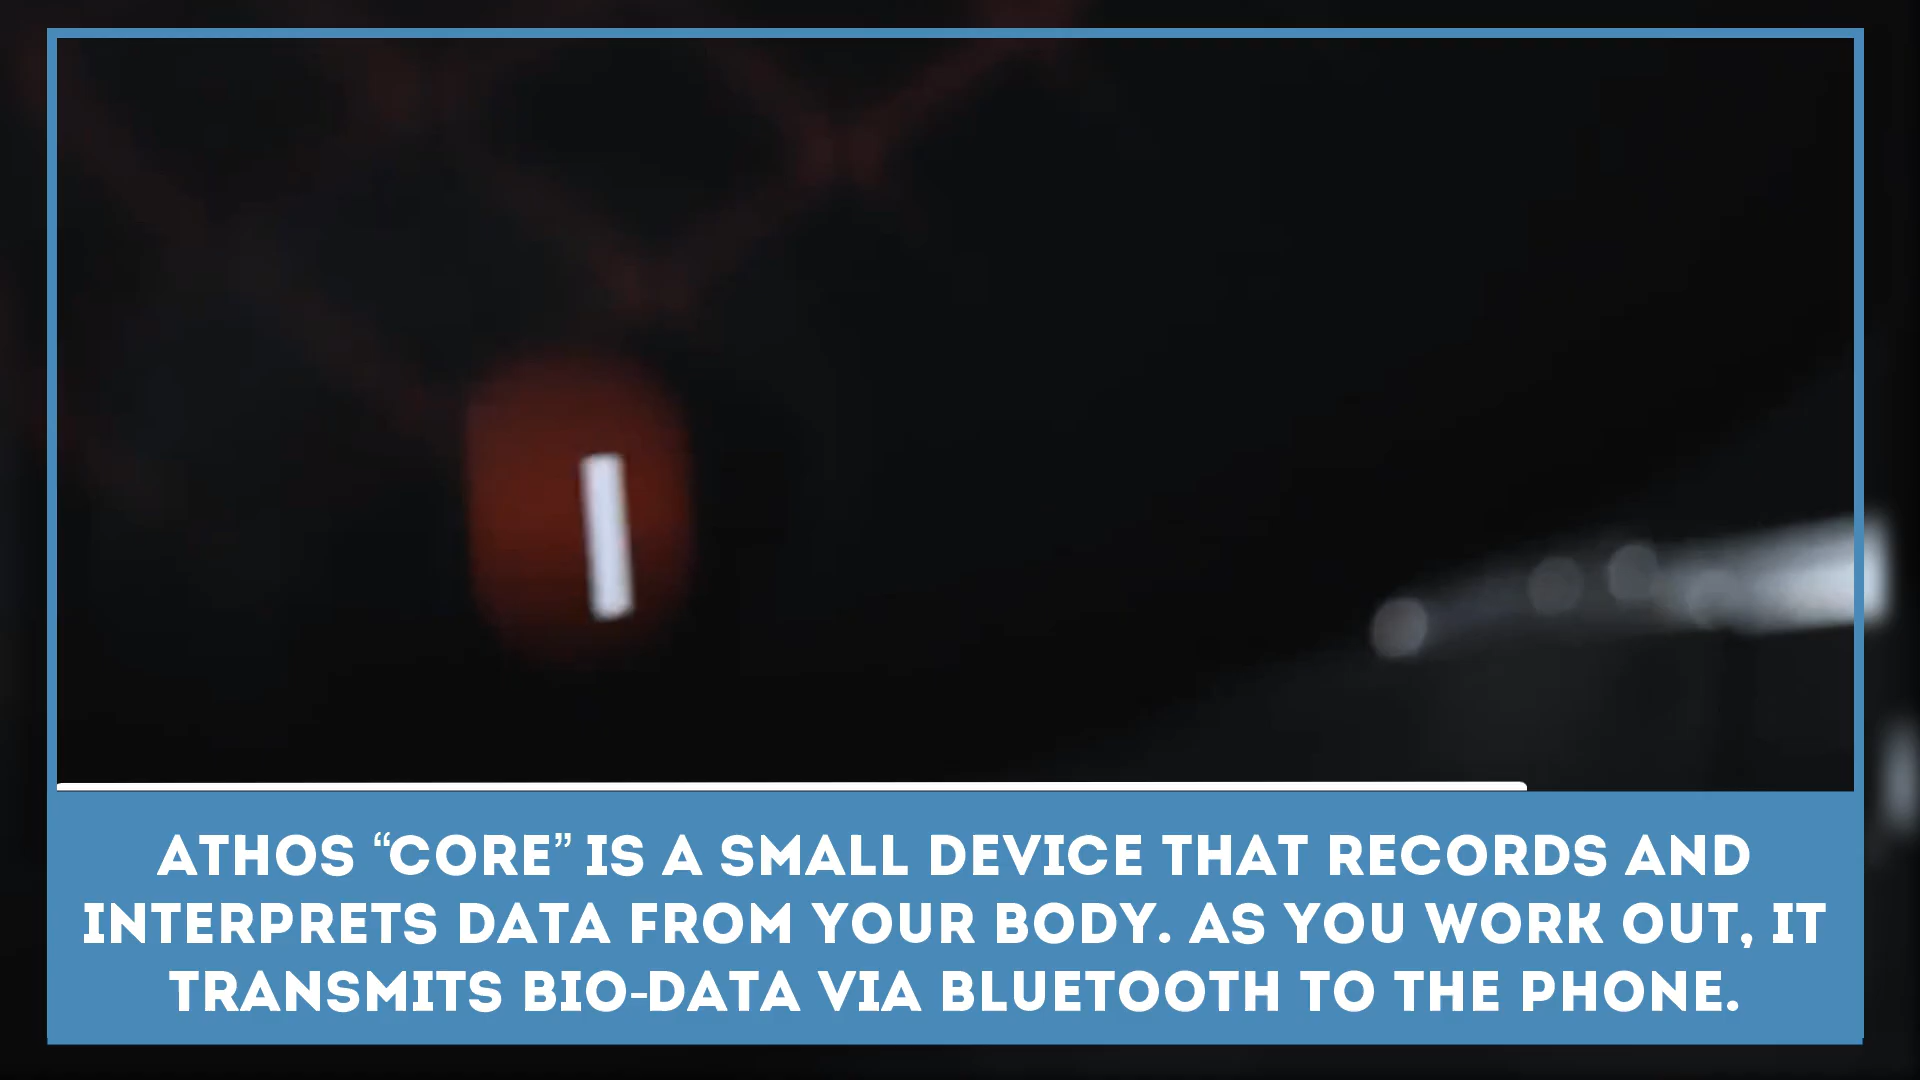 ATHOS “CORE” IS A SMALL DEVICE THAT RECORDS AND
INTERPRETS DATA FROM YOUR BODY. AS YOU WORK OUT, IT
TRANSMITS BIO-DATA VIA BLUETOOTH TO THE PHONE.